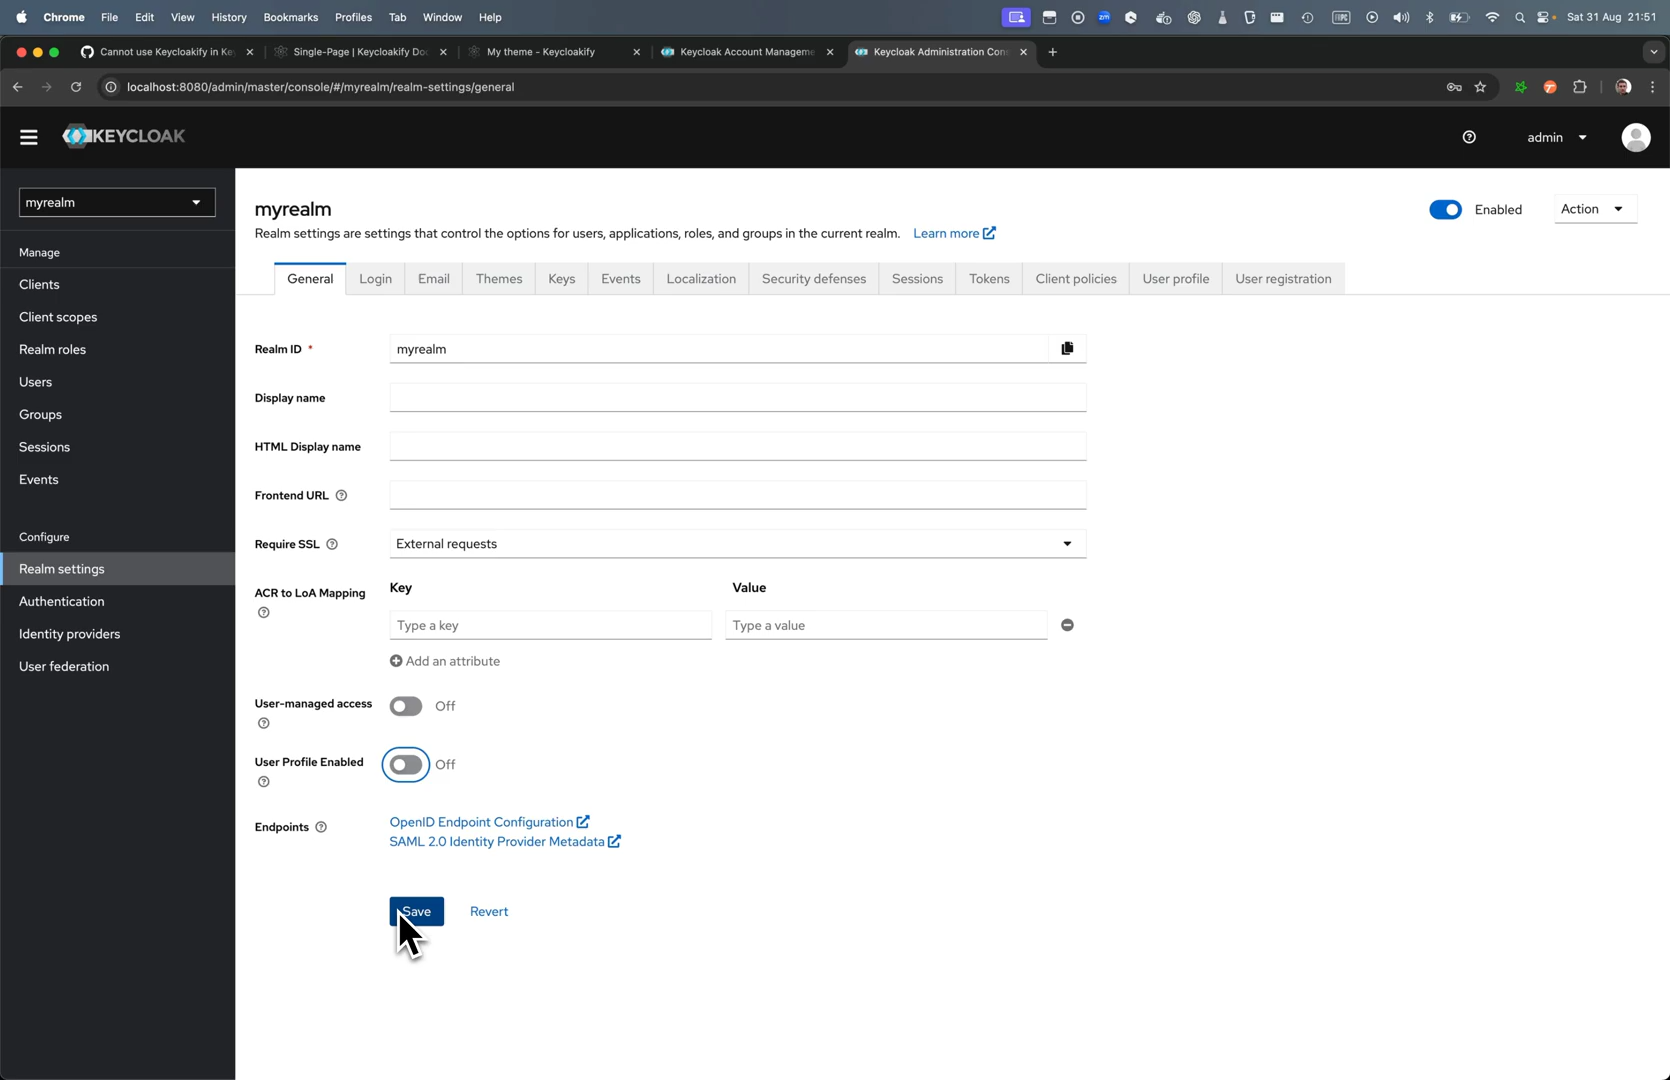 Chrome File Edit View History Bookmarks Profiles Tab Window Help Sat 31 Aug 21:51
Cannot use Keycloakify in Ke Single-Page | Keycloakify Do My theme - Keycloakify Keycloak Account Manageme Keycloak Administration Con
localhost:8080/admin/master/console/#/myrealm/realm-settings/general
KEYCLOAK admin
myrealm
Manage
Clients
Client scopes
Realm roles
Users
Groups
Sessions
Events
Configure
Realm settings
Authentication
Identity providers
User federation
myrealm Enabled Action
Realm settings are settings that control the options for users, applications, roles, and groups in the current realm. Learn more
General Login Email Themes Keys Events Localization Security defenses Sessions Tokens Client policies User profile User registration
Realm ID * myrealm
Display name
HTML Display name
Frontend URL
Require SSL External requests
ACR to LoA Mapping Key Value
Type a key Type a value
Add an attribute
User-managed access Off
User Profile Enabled Off
Endpoints OpenID Endpoint Configuration
SAML 2.0 Identity Provider Metadata
Save Revert